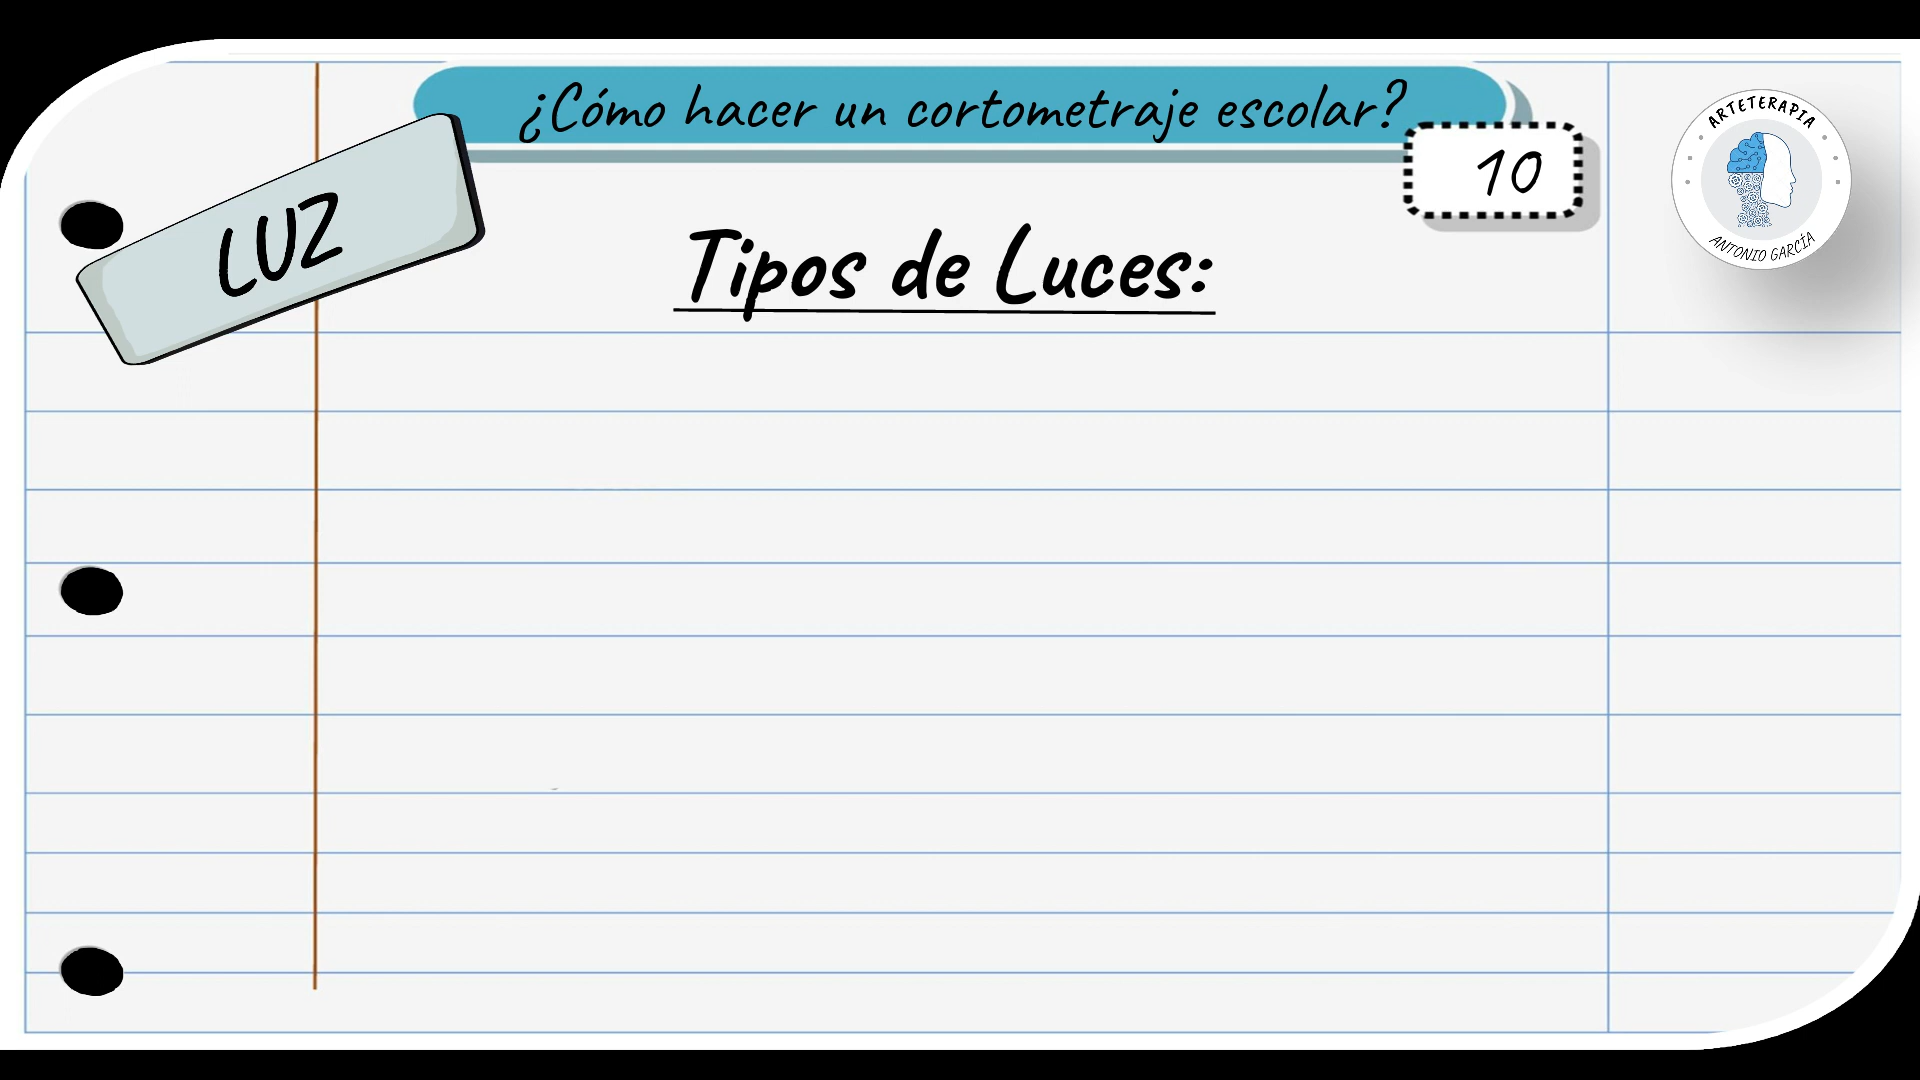 ¿Cómo hacer un cortometraje escolar?
10
LUZ
Tipos de Luces:
ARTETERAPIA
ANTONIO GARCÍA